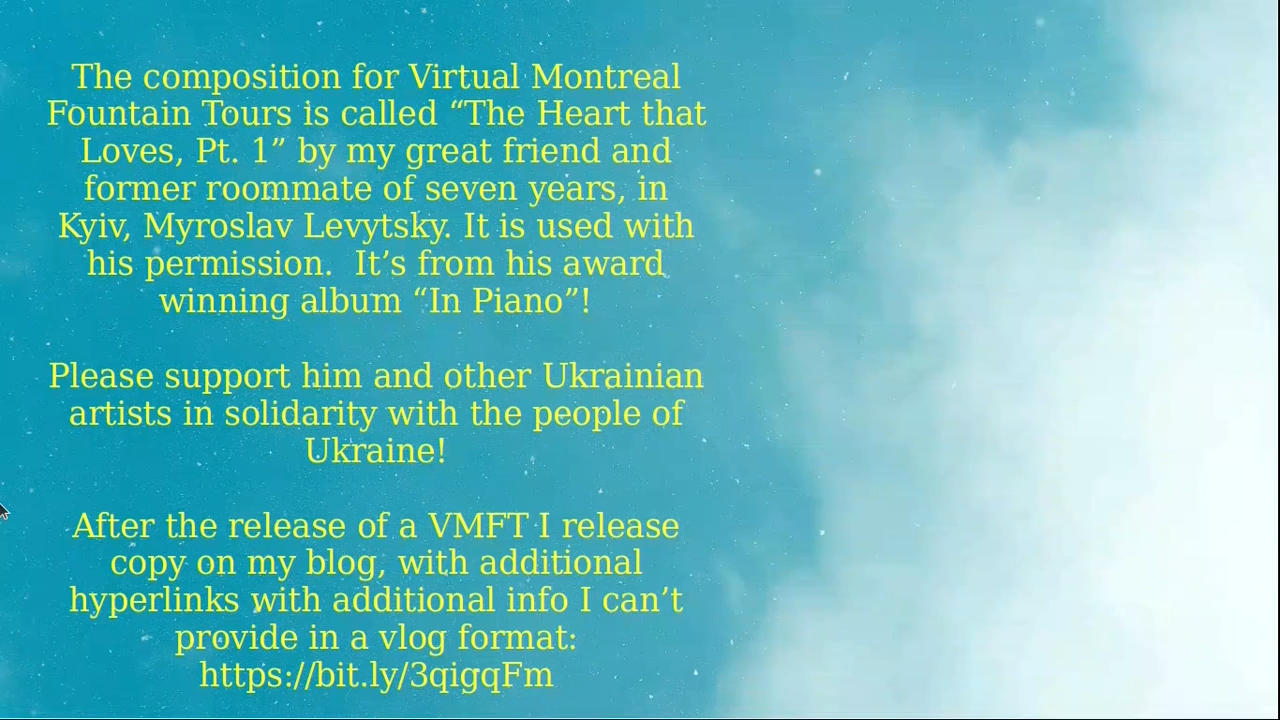 The composition for Virtual Montreal
Fountain Tours is called “The Heart that
Loves, Pt. 1” by my great friend and
former roommate of seven years, in
Kyiv, Myroslav Levytsky. It is used with
his permission.  It’s from his award
winning album “In Piano”!
Please support him and other Ukrainian
artists in solidarity with the people of
Ukraine!
After the release of a VMFT I release
copy on my blog, with additional
hyperlinks with additional info I can’t
provide in a vlog format:
https://bit.ly/3qigqFm